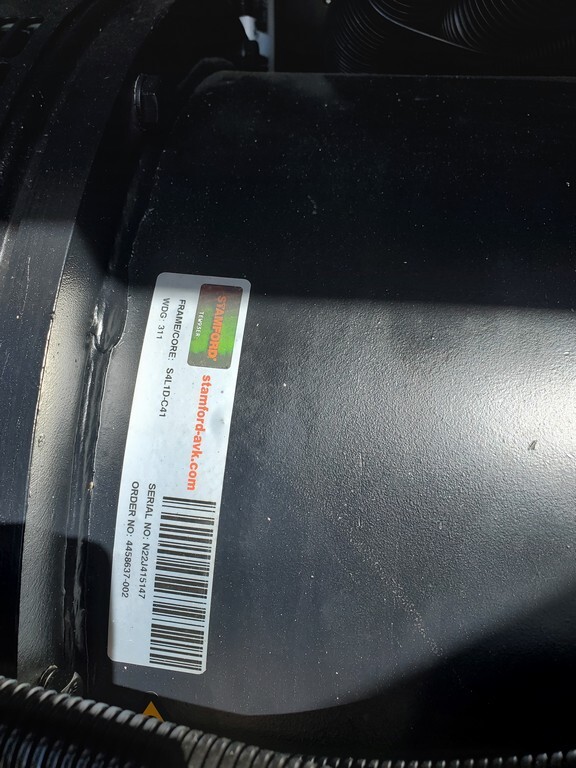 STAMFORD
stamford-avk.com
FRAME/CORE: S4L1D-C41
WDG: 311
SERIAL NO: N22J415147
ORDER NO: 4458637-002